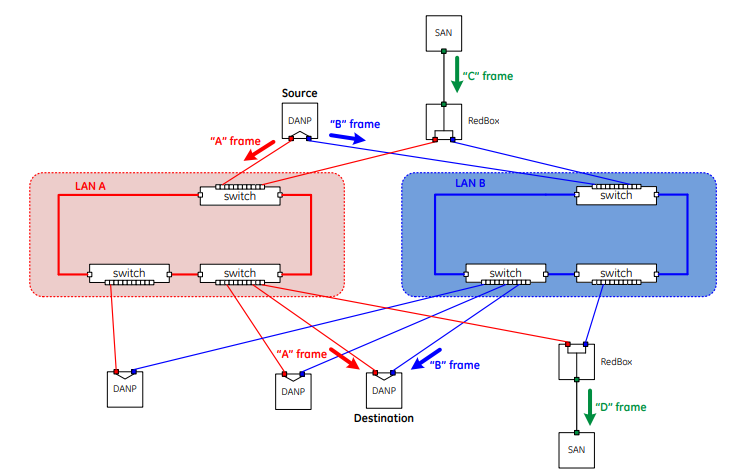 SAN
"C" frame
Source
DANP
"B" frame
RedBox
"A" frame
LAN A
LAN B
switch
switch
switch
switch
switch
switch
"A" frame
"B" frame
RedBox
DANP
DANP
DANP
"D" frame
Destination
SAN